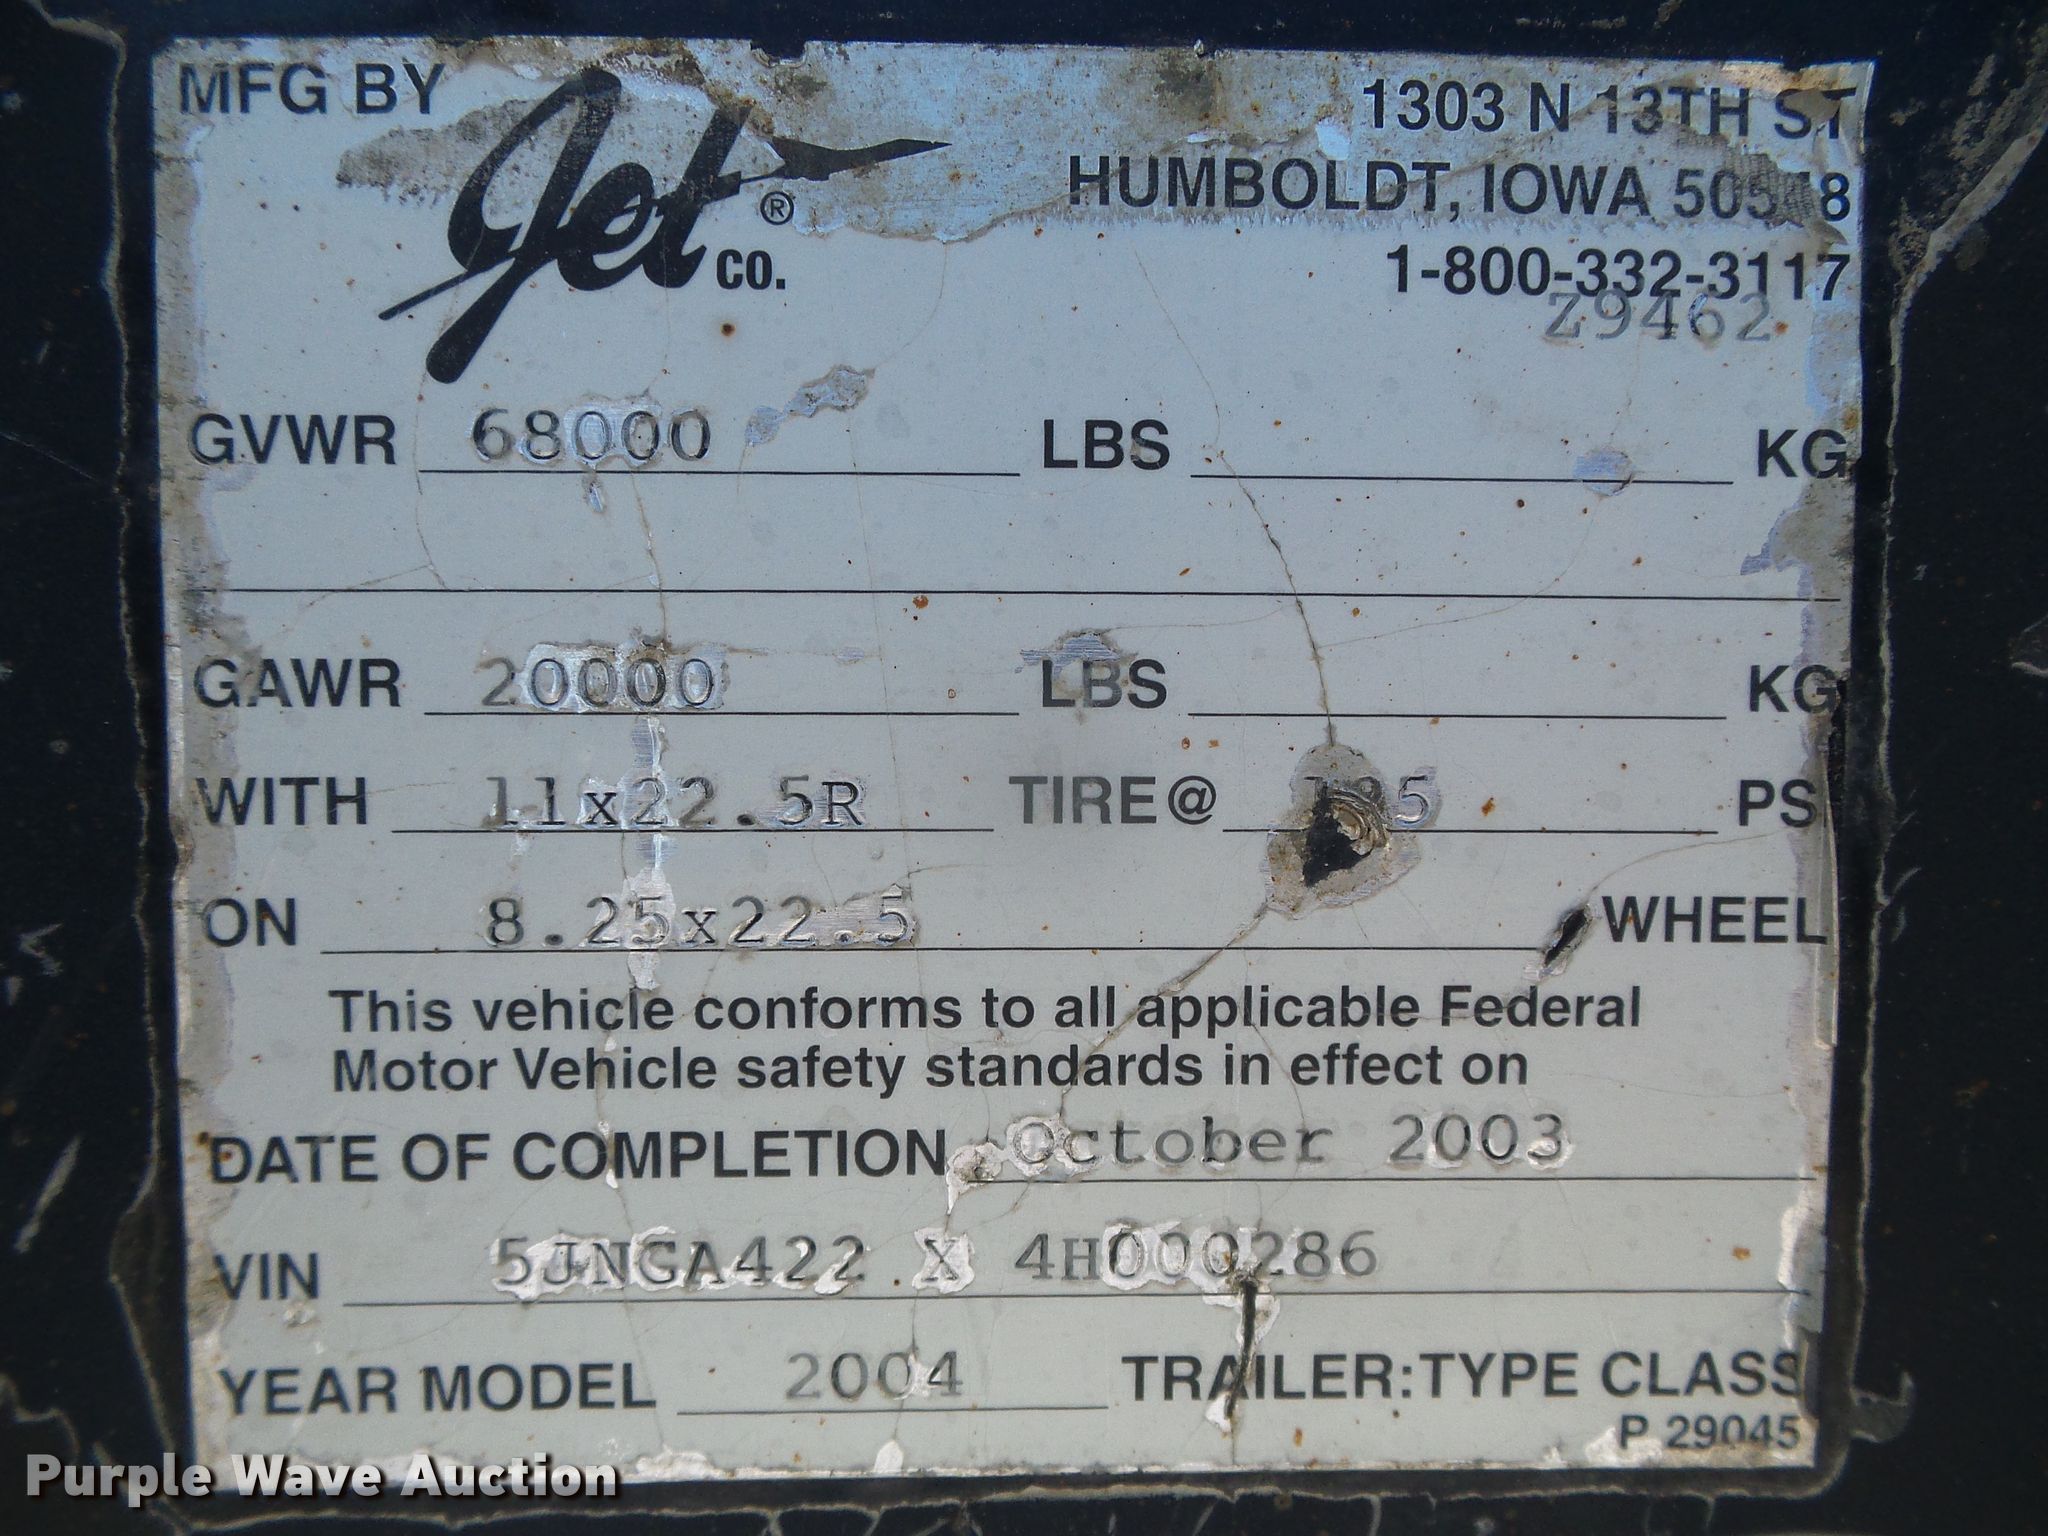 MFG BY Jet ® CO.
1303 N 13TH ST
HUMBOLDT, IOWA
1-800-332-3117
Z9462
GVWR 68000 LBS KG
GAWR 20000 LBS KG
WITH 11x22.5R TIRE@ PSI
ON 8.25x22.5 WHEEL
This vehicle conforms to all applicable Federal
Motor Vehicle safety standards in effect on
DATE OF COMPLETION October 2003
VIN 5JNGA422 X 4H000286
YEAR MODEL 2004 TRAILER:TYPE CLASS
P 29045
Purple Wave Auction